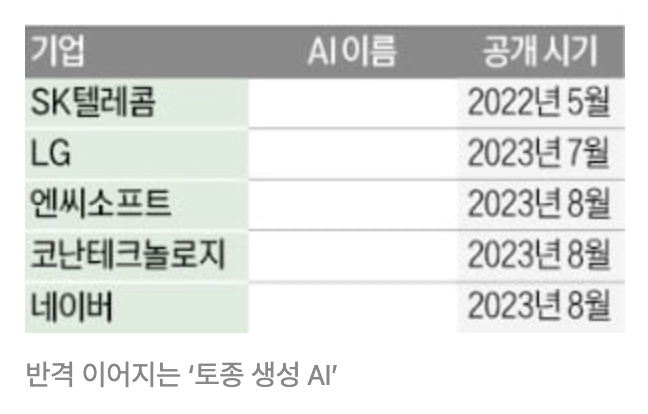 기업 AI 이름 공개 시기
SK텔레콤 2022년 5월
LG 2023년 7월
엔씨소프트 2023년 8월
코난테크놀로지 2023년 8월
네이버 2023년 8월
반격 이어지는 ‘토종 생성 AI’